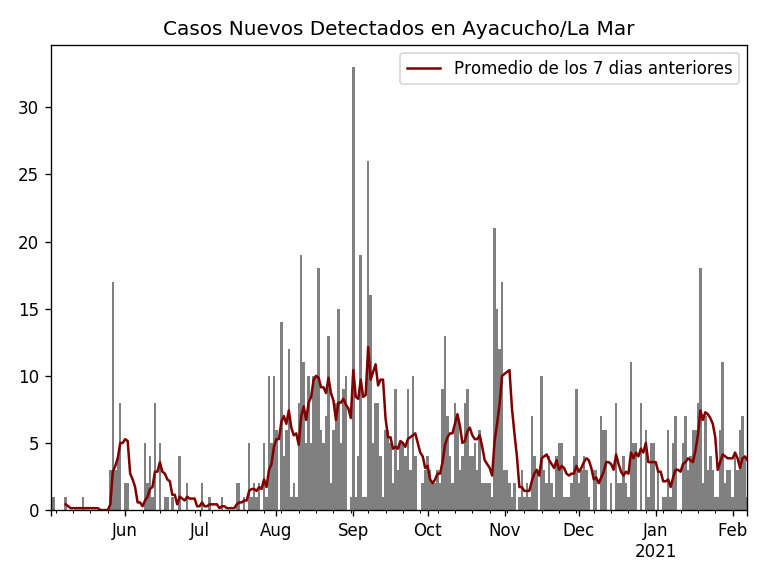 Casos Nuevos Detectados en Ayacucho/La Mar
Promedio de los 7 dias anteriores
30
25
20
15
10
5
0
Jun Jul Aug Sep Oct Nov Dec Jan Feb
2021